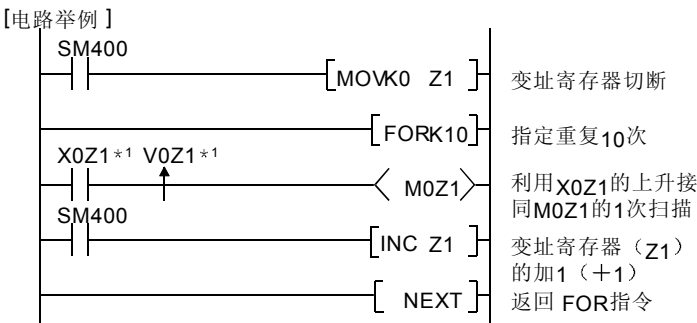 [电路举例 ]
SM400
MOVK0 Z1
变址寄存器切断
FORK10
指定重复10次
X0Z1*1 V0Z1*1
M0Z1
利用X0Z1的上升接
同M0Z1的1次扫描
SM400
INC Z1
变址寄存器（Z1）
的加1（＋1）
NEXT
返回 FOR指令